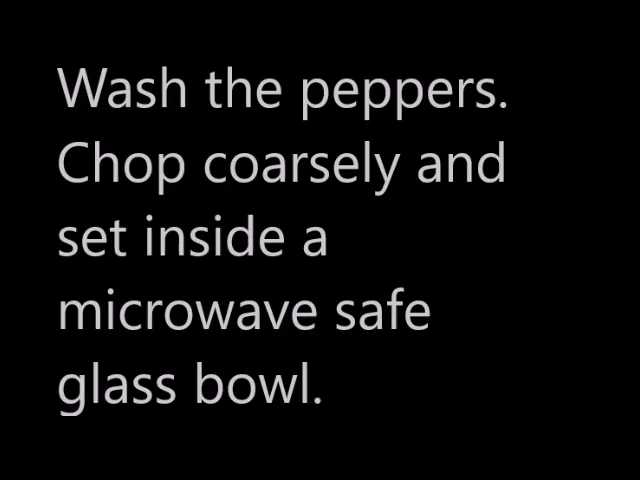 Wash the peppers.
Chop coarsely and
set inside a
microwave safe
glass bowl.